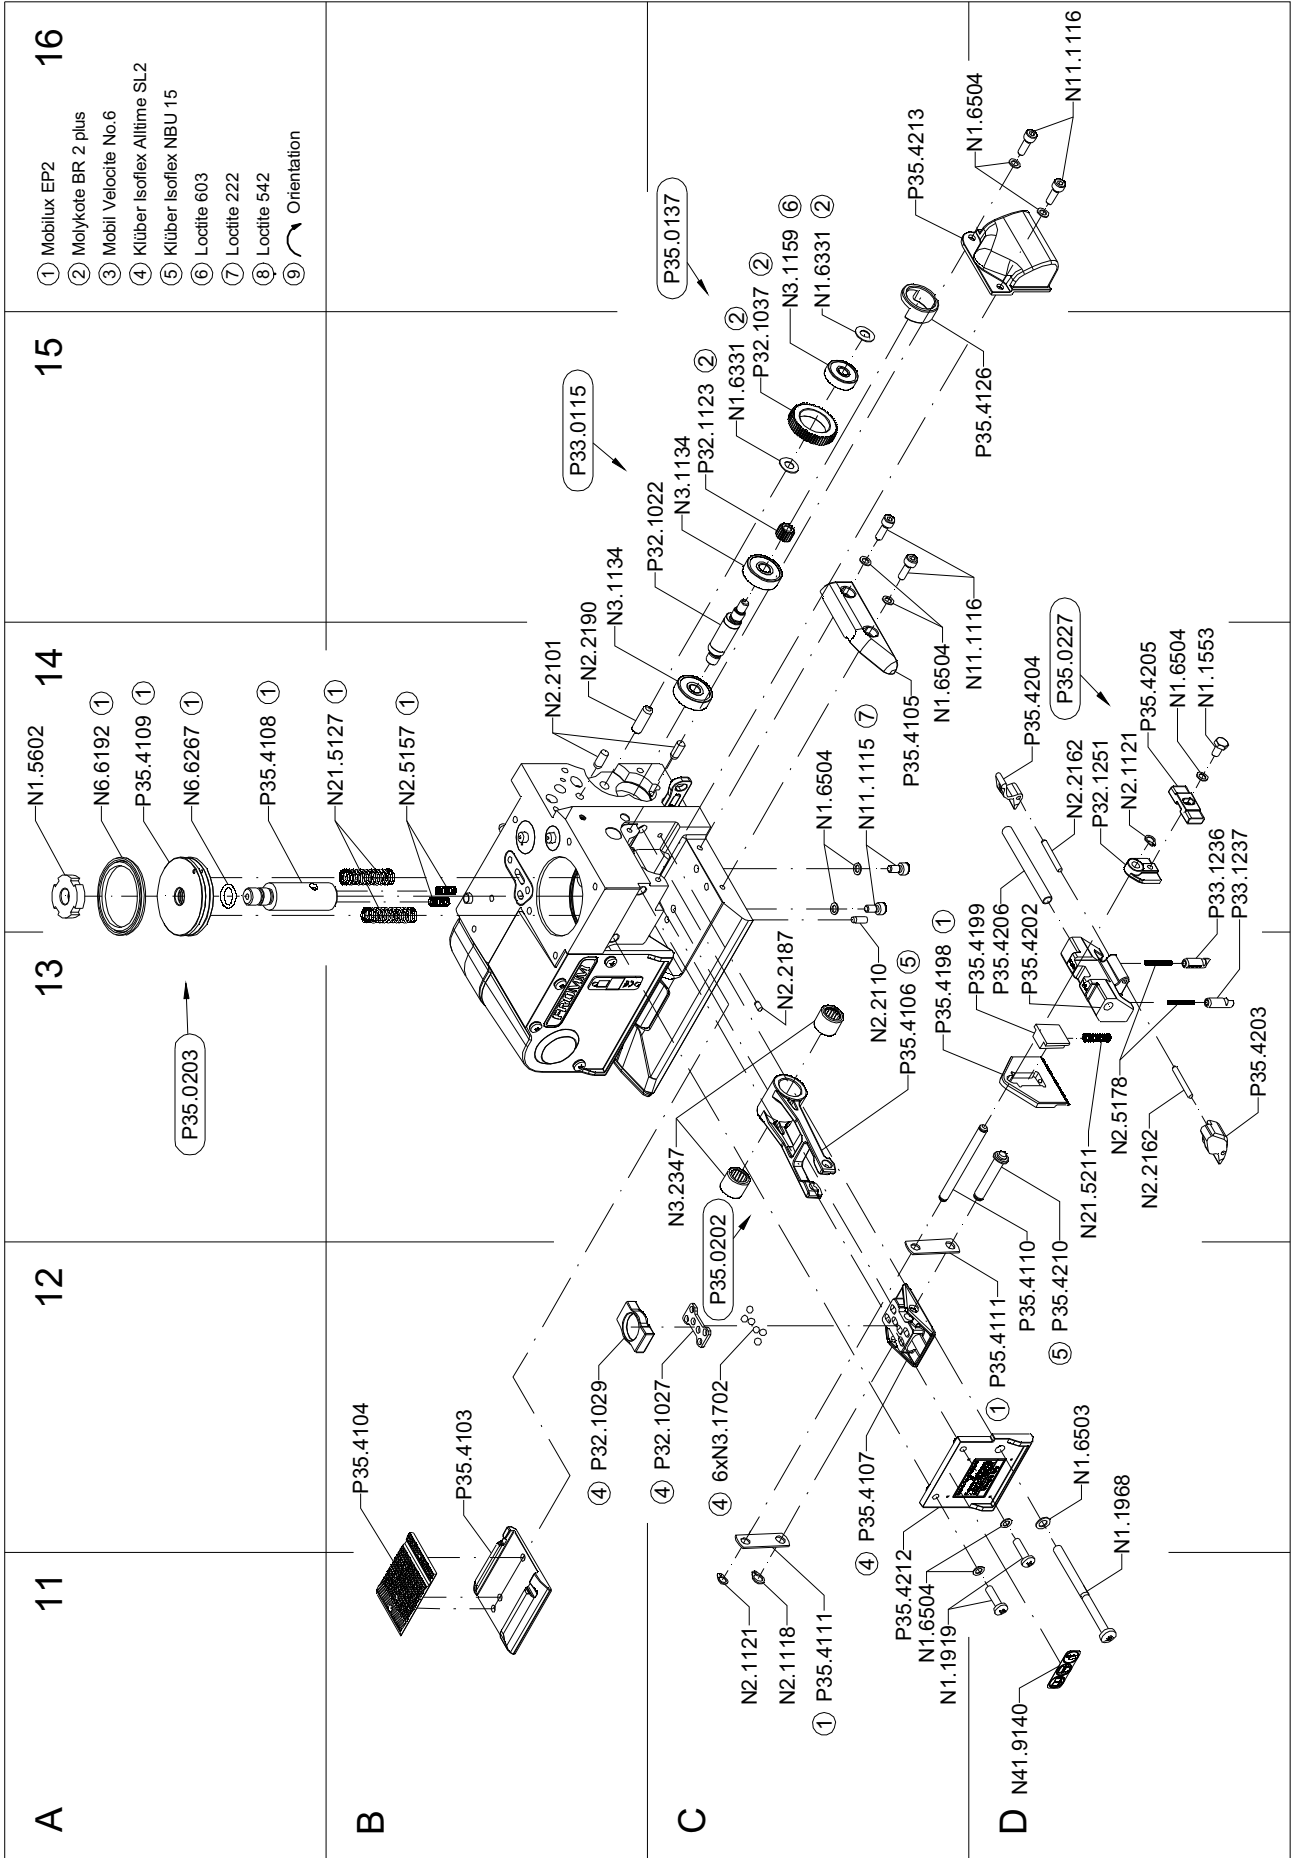 11
12
13
14
15
16
A
B
C
D
① Mobilux EP2
② Molykote BR 2 plus
③ Mobil Velocite No.6
④ Klüber Isoflex Alltime SL2
⑤ Klüber Isoflex NBU 15
⑥ Loctite 603
⑦ Loctite 222
⑧ Loctite 542
⑨ Orientation
P35.0203
N1.5602
N6.6192 ①
P35.4109 ①
N6.6267 ①
P35.4108 ①
N21.5127 ①
N2.5157 ①
P35.4104
P35.4103
④ P32.1029
④ P32.1027
④ 6xN3.1702
P35.0202
N3.2347
FROMM
N2.2101
N2.2190
N3.1134
P33.0115
P32.1022
N3.1134
P32.1123 ②
N1.6331 ②
P32.1037 ②
N3.1159 ⑥
N1.6331 ②
P35.0137
P35.4126
P35.4213
N1.6504
N11.1116
P35.4105
N1.6504
N11.1116
N1.6504
N11.1115 ⑦
N2.2187
N2.2110
P35.4106 ⑤
P35.4198 ①
P35.4199
P35.4206
P35.4202
P35.4204
P35.0227
N2.2162
P32.1251
N2.1121
P35.4205
N1.6504
N1.1553
P33.1236
P33.1237
N21.5211
N2.5178
N2.2162
P35.4203
N2.1121
N2.1118
① P35.4111
④ P35.4107
① P35.4111
P35.4110
⑤ P35.4210
P35.4212
N1.6504
N1.1919
N41.9140
N1.6503
N1.1968